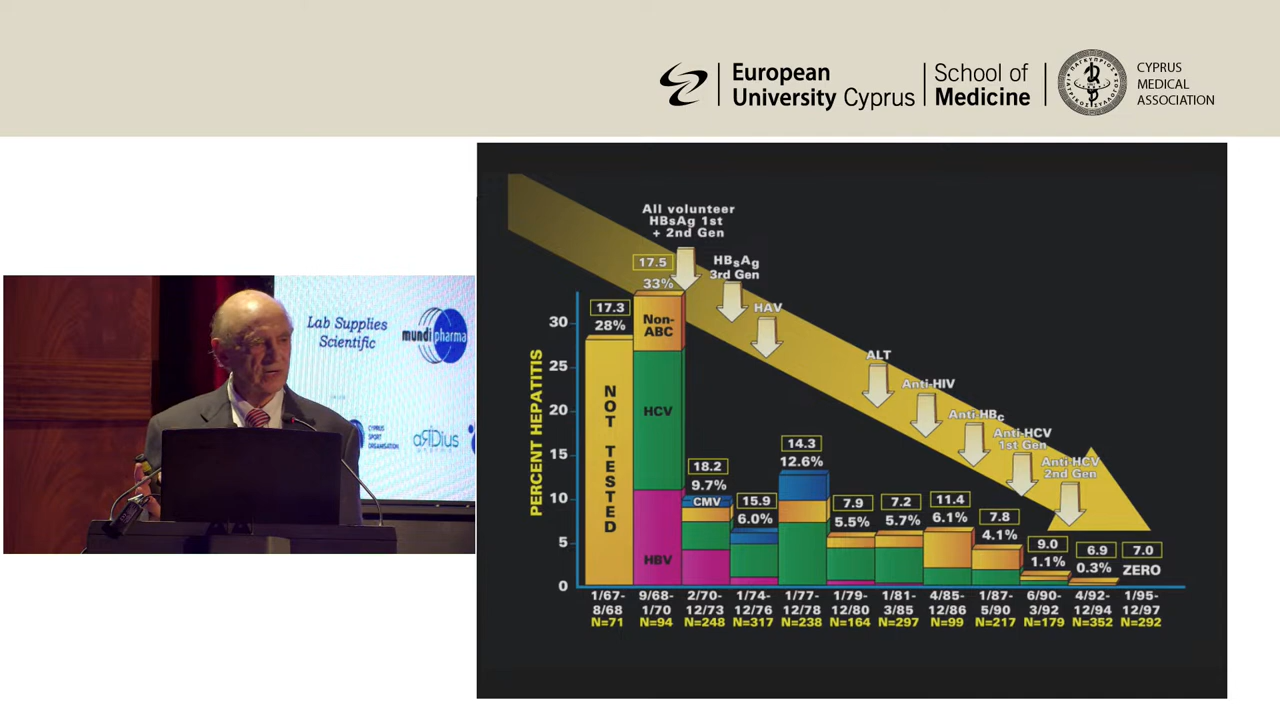 European
University Cyprus
School of
Medicine
CYPRUS
MEDICAL
ASSOCIATION
Lab Supplies
Scientific
mundipharma
CYPRUS
SPORT
ORGANISATION
aRTDius
All volunteer
HBsAg 1st
+ 2nd Gen
HBsAg
3rd Gen
HAV
ALT
Anti-HIV
Anti-HBc
Anti-HCV
1st Gen
Anti-HCV
2nd Gen
PERCENT HEPATITIS
30
25
20
15
10
5
0
17.3
28%
NOT TESTED
17.5
33%
Non-
ABC
HCV
HBV
18.2
9.7%
CMV
15.9
6.0%
14.3
12.6%
7.9
5.5%
7.2
5.7%
11.4
6.1%
7.8
4.1%
9.0
1.1%
6.9
0.3%
7.0
ZERO
1/67- 9/68- 2/70- 1/74- 1/77- 1/79- 1/81- 4/85- 1/87- 6/90- 4/92- 1/95-
8/68 1/70 12/73 12/76 12/78 12/80 3/85 12/86 5/90 3/92 12/94 12/97
N=71 N=94 N=248 N=317 N=238 N=164 N=297 N=99 N=217 N=179 N=352 N=292